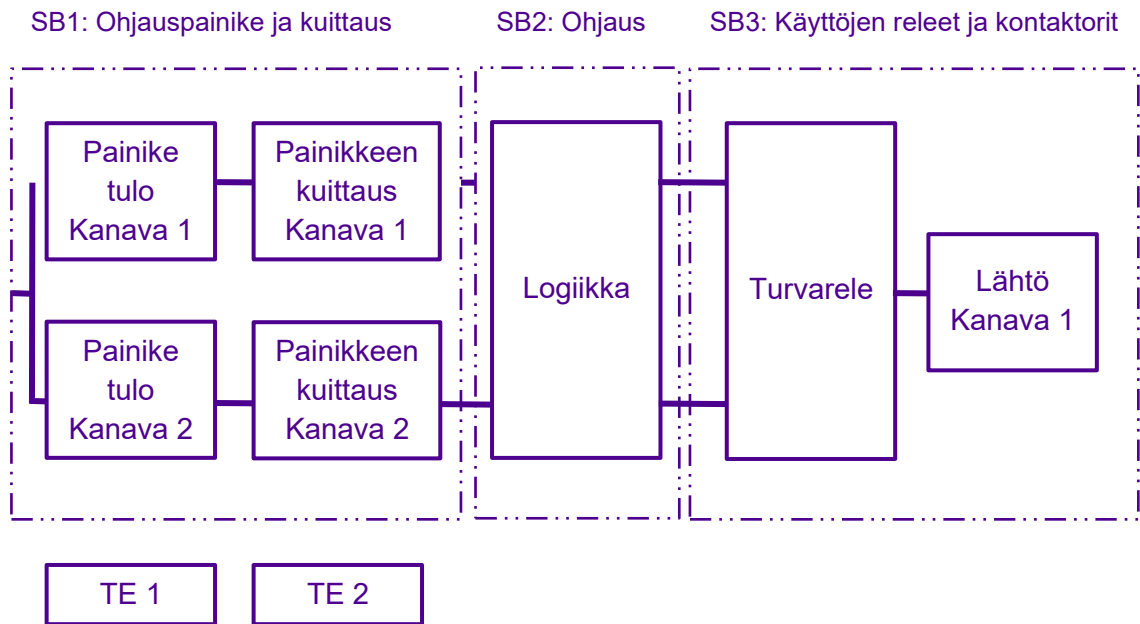 SB1: Ohjauspainike ja kuittaus
SB2: Ohjaus
SB3: Käyttöjen releet ja kontaktorit
Painike
tulo
Kanava 1
Painikkeen
kuittaus
Kanava 1
Painike
tulo
Kanava 2
Painikkeen
kuittaus
Kanava 2
Logiikka
Turvarele
Lähtö
Kanava 1
TE 1
TE 2